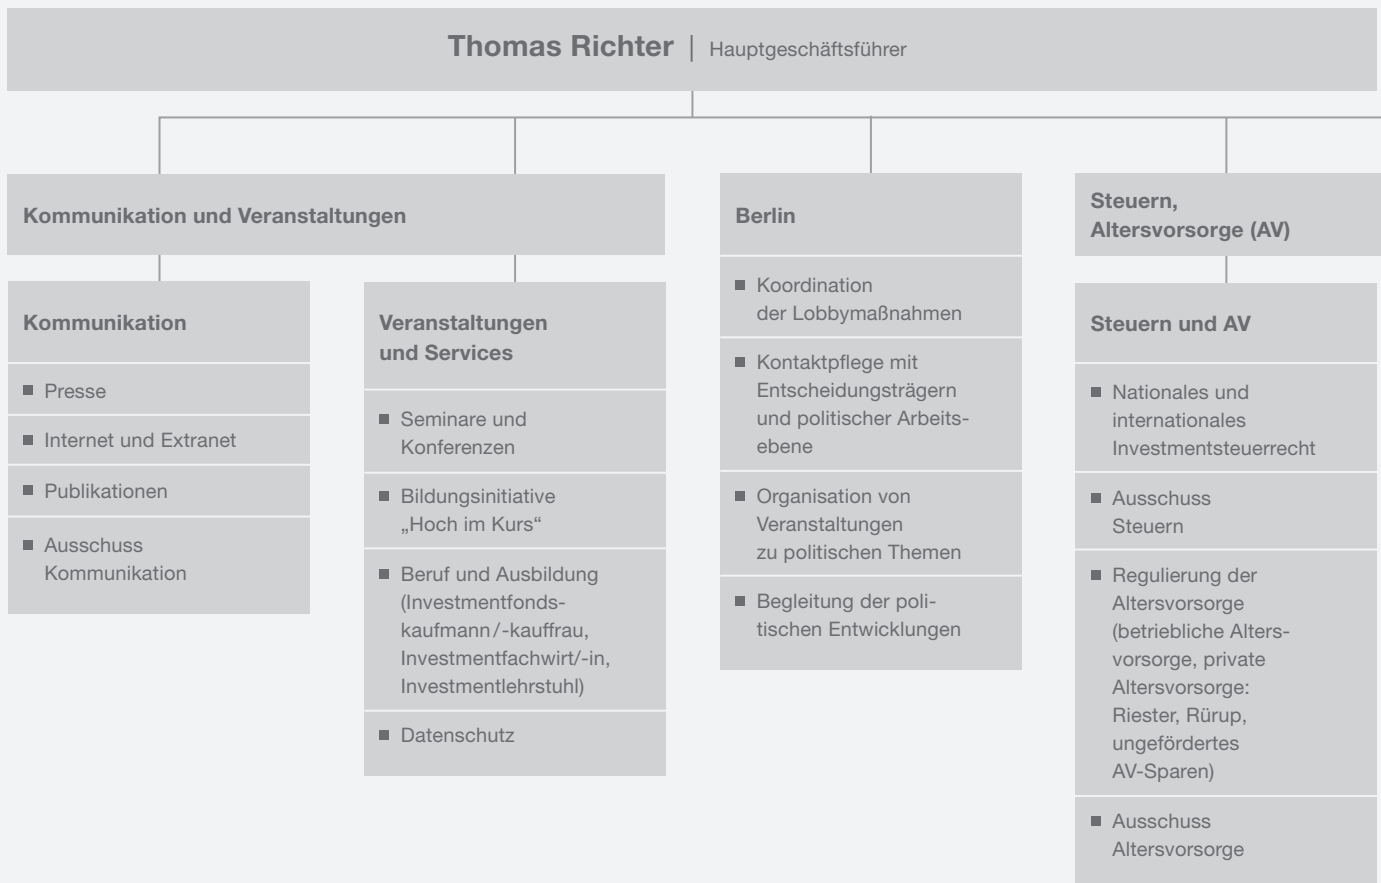 Thomas Richter | Hauptgeschäftsführer
Kommunikation und Veranstaltungen
Kommunikation
■ Presse
■ Internet und Extranet
■ Publikationen
■ Ausschuss
Kommunikation
Veranstaltungen
und Services
■ Seminare und
Konferenzen
■ Bildungsinitiative
„Hoch im Kurs“
■ Beruf und Ausbildung
(Investmentfonds-
kaufmann/-kauffrau,
Investmentfachwirt/-in,
Investmentlehrstuhl)
■ Datenschutz
Berlin
■ Koordination
der Lobbymaßnahmen
■ Kontaktpflege mit
Entscheidungsträgern
und politischer Arbeits-
ebene
■ Organisation von
Veranstaltungen
zu politischen Themen
■ Begleitung der poli-
tischen Entwicklungen
Steuern,
Altersvorsorge (AV)
Steuern und AV
■ Nationales und
internationales
Investmentsteuerrecht
■ Ausschuss
Steuern
■ Regulierung der
Altersvorsorge
(betriebliche Alters-
vorsorge, private
Altersvorsorge:
Riester, Rürup,
ungefördertes
AV-Sparen)
■ Ausschuss
Altersvorsorge